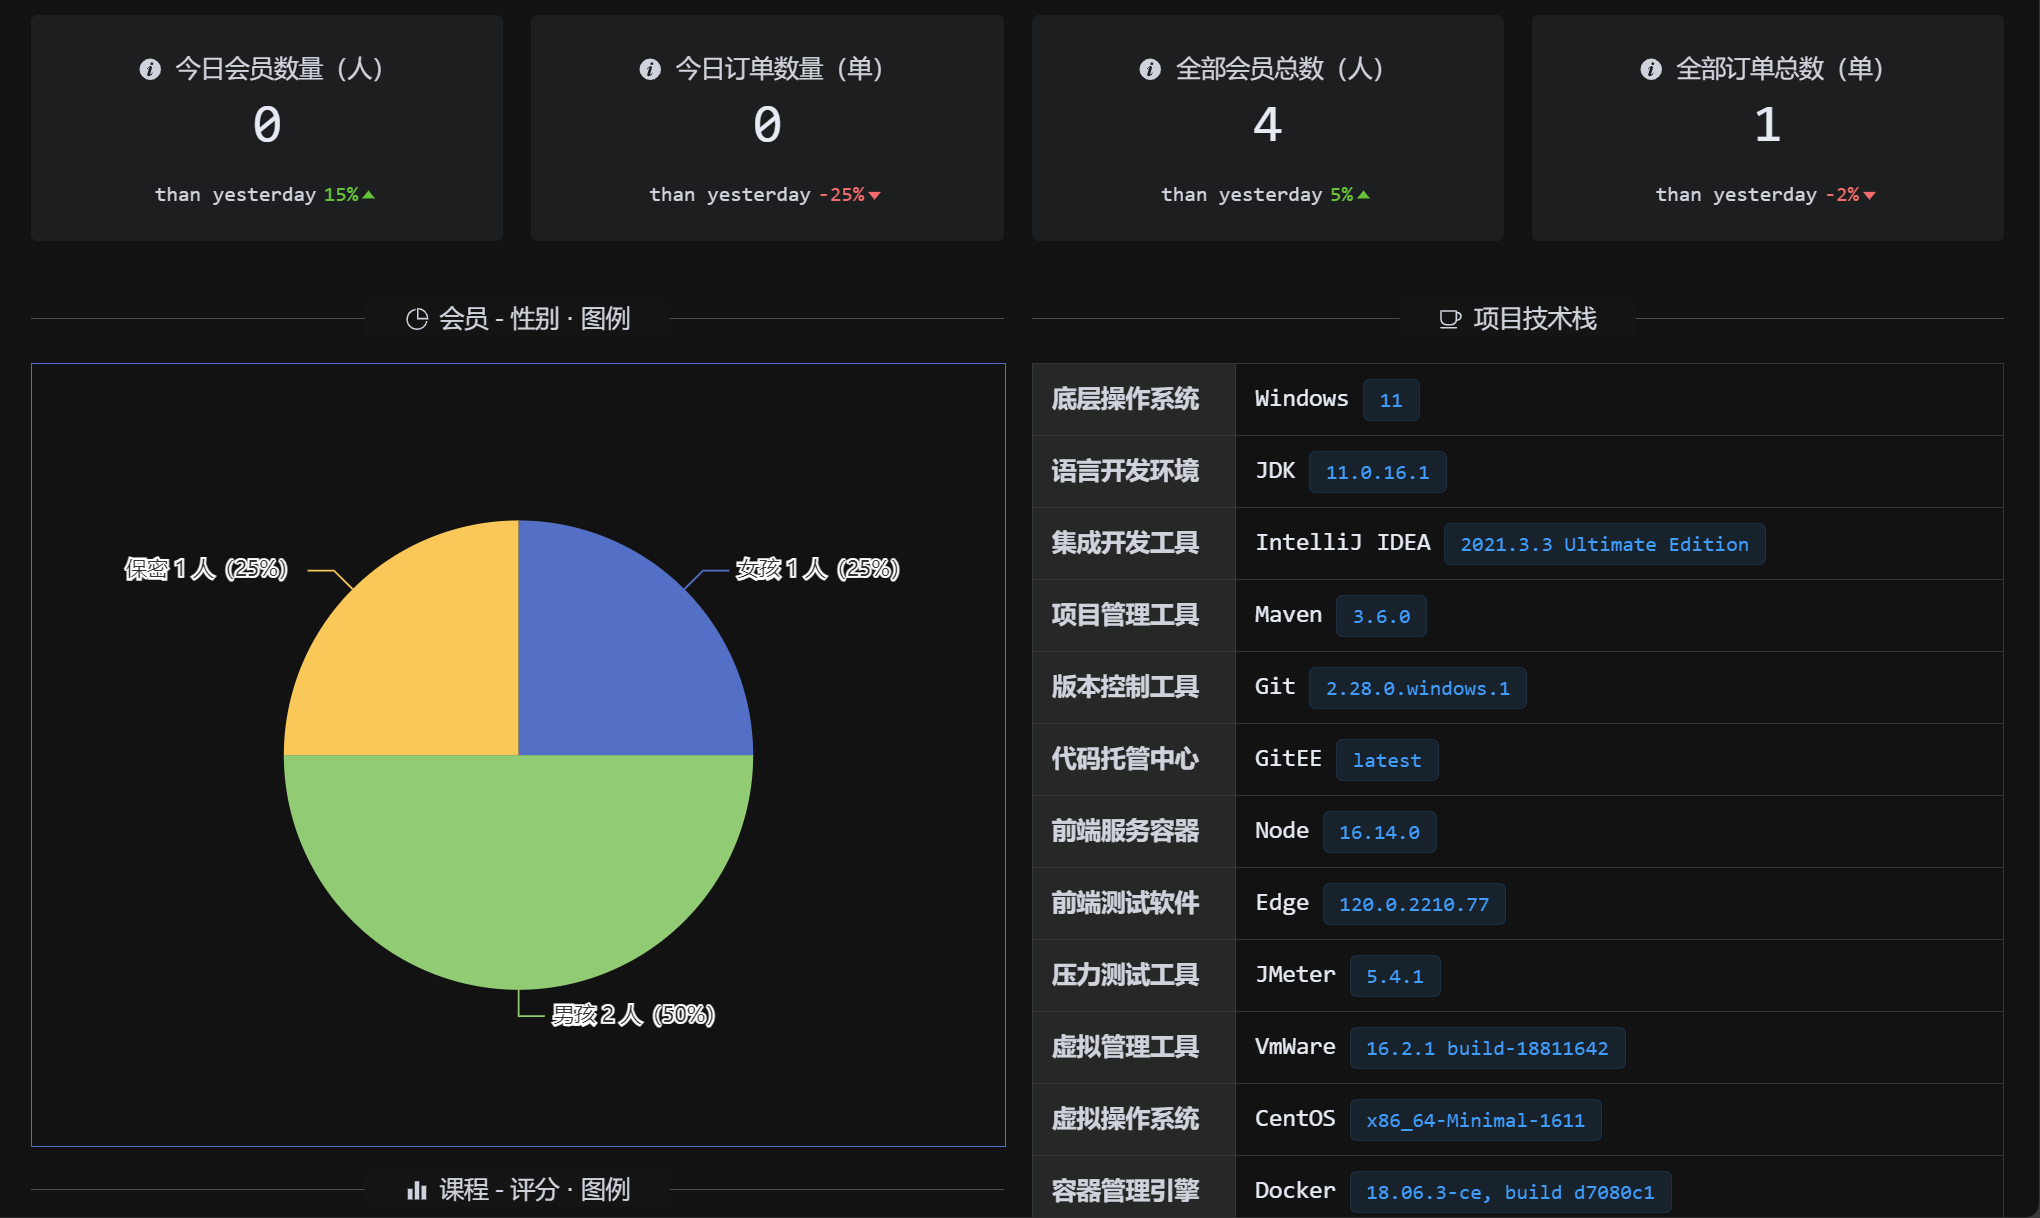 今日会员数量（人）
0
than yesterday 15%
今日订单数量（单）
0
than yesterday -25%
全部会员总数（人）
4
than yesterday 5%
全部订单总数（单）
1
than yesterday -2%
会员 - 性别 · 图例
保密 1 人 (25%)
女孩 1 人 (25%)
男孩 2 人 (50%)
课程 - 评分 · 图例
项目技术栈
底层操作系统 Windows 11
语言开发环境 JDK 11.0.16.1
集成开发工具 IntelliJ IDEA 2021.3.3 Ultimate Edition
项目管理工具 Maven 3.6.0
版本控制工具 Git 2.28.0.windows.1
代码托管中心 GitEE latest
前端服务容器 Node 16.14.0
前端测试软件 Edge 120.0.2210.77
压力测试工具 JMeter 5.4.1
虚拟管理工具 VmWare 16.2.1 build-18811642
虚拟操作系统 CentOS x86_64-Minimal-1611
容器管理引擎 Docker 18.06.3-ce, build d7080c1